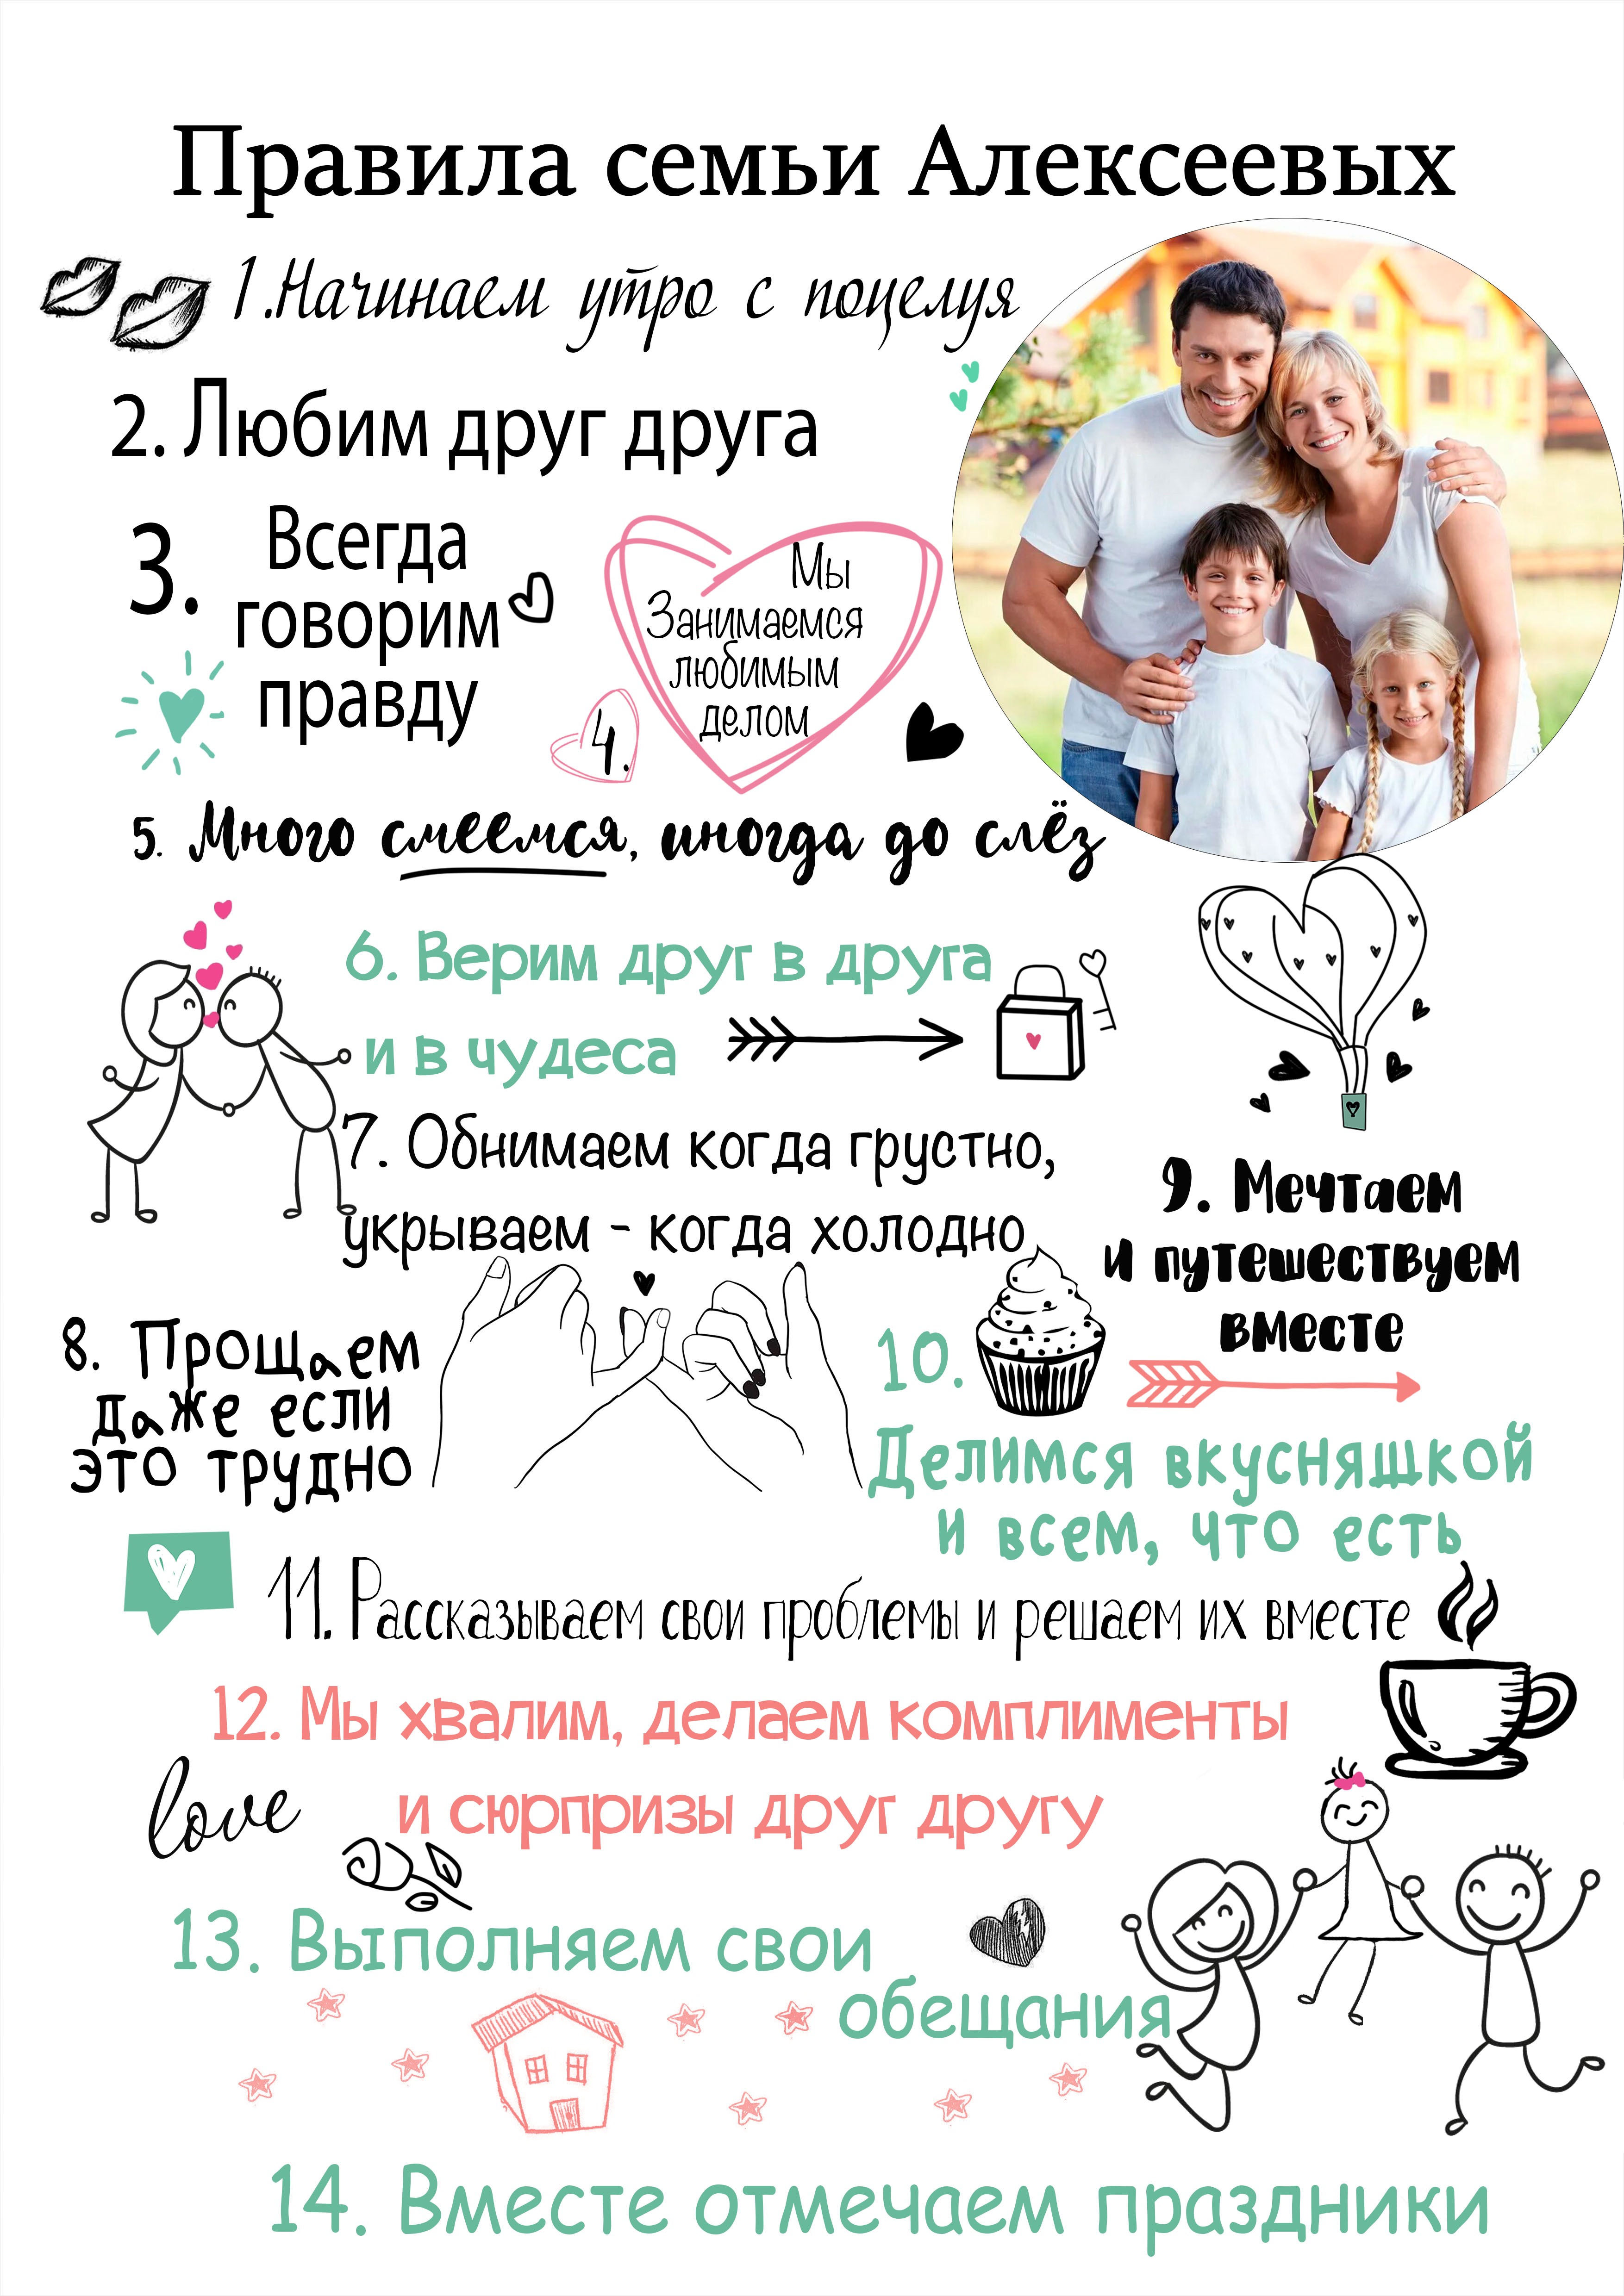 Правила семьи Алексеевых
1.Начинаем утро с поцелуя
2. Любим друг друга
3. Всегда
говорим
правду
4. Мы
Занимаемся
любимым
делом
5. Много смеемся, иногда до слёз
6. Верим друг в друга
и в чудеса
7. Обнимаем когда грустно,
укрываем - когда холодно
8. Прощаем
даже если
это трудно
9. Мечтаем
и путешествуем
вместе
10.
Делимся вкусняшкой
и всем, что есть
11. Рассказываем свои проблемы и решаем их вместе
12. Мы хвалим, делаем комплименты
и сюрпризы друг другу
love
13. Выполняем свои
обещания
14. Вместе отмечаем праздники